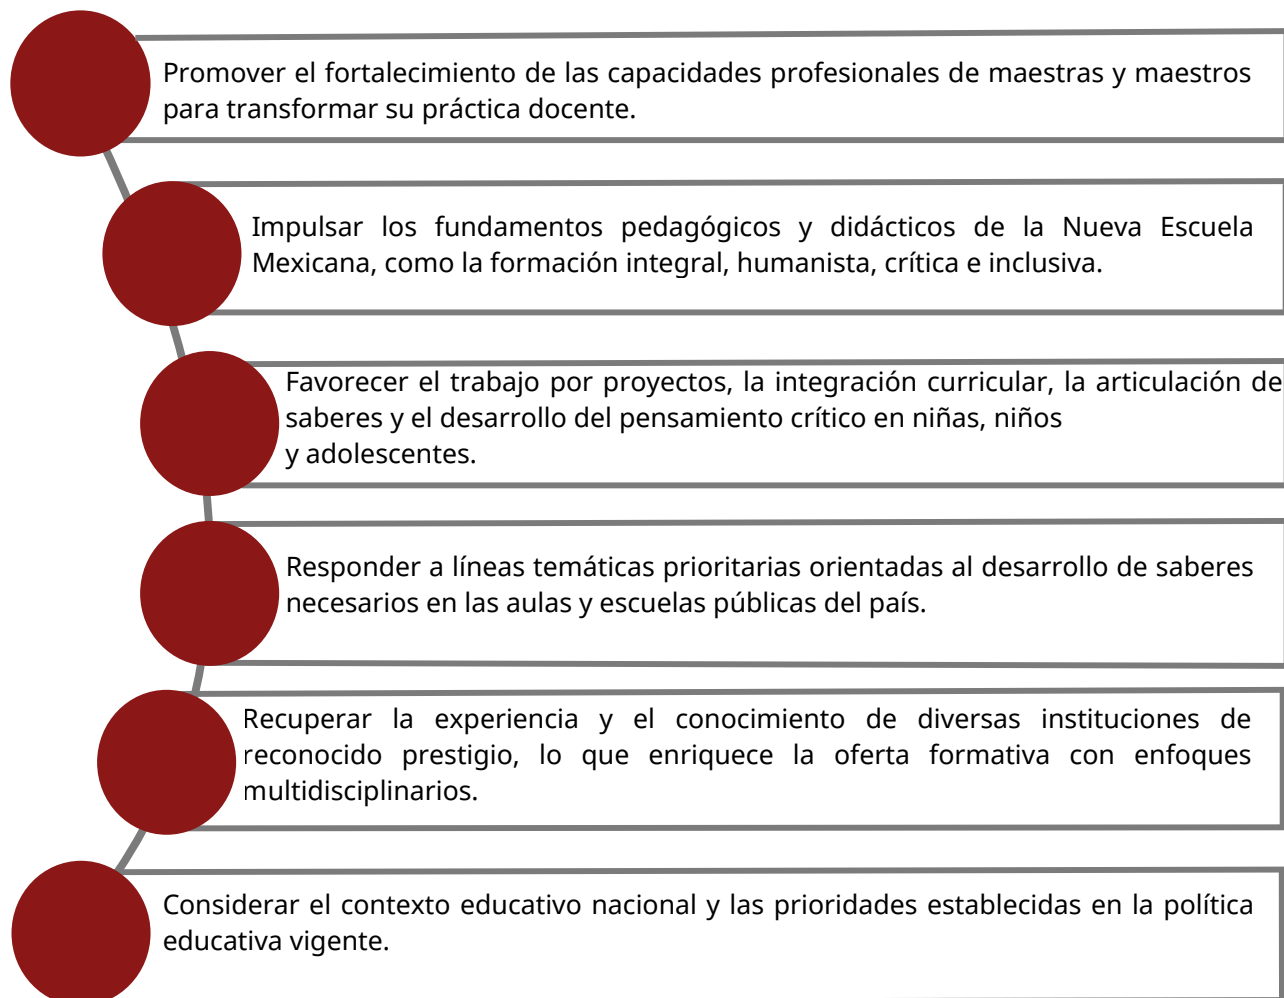 Promover el fortalecimiento de las capacidades profesionales de maestras y maestros
para transformar su práctica docente.
Impulsar los fundamentos pedagógicos y didácticos de la Nueva Escuela
Mexicana, como la formación integral, humanista, crítica e inclusiva.
Favorecer el trabajo por proyectos, la integración curricular, la articulación de
saberes y el desarrollo del pensamiento crítico en niñas, niños
y adolescentes.
Responder a líneas temáticas prioritarias orientadas al desarrollo de saberes
necesarios en las aulas y escuelas públicas del país.
Recuperar la experiencia y el conocimiento de diversas instituciones de
reconocido prestigio, lo que enriquece la oferta formativa con enfoques
multidisciplinarios.
Considerar el contexto educativo nacional y las prioridades establecidas en la política
educativa vigente.